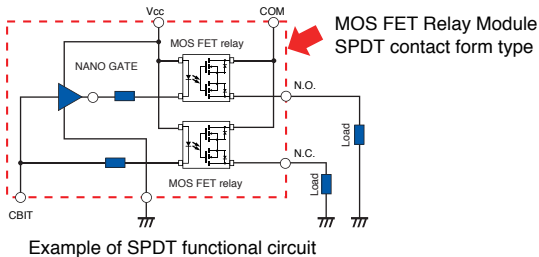 Vcc
COM
MOS FET Relay Module
SPDT contact form type
MOS FET relay
NANO GATE
N.O.
Load
N.C.
Load
MOS FET relay
CBIT
Example of SPDT functional circuit